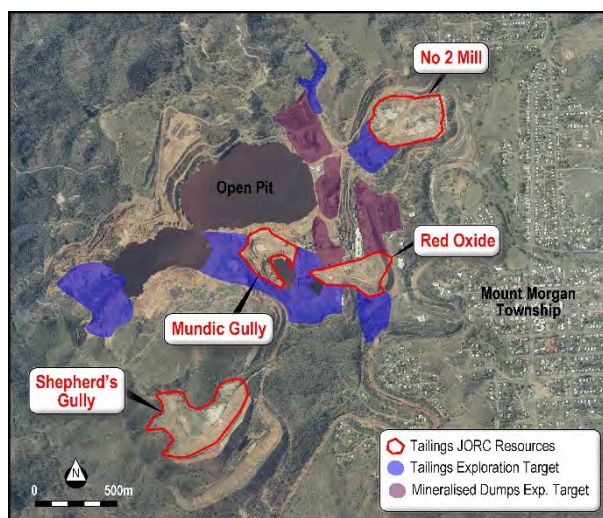 No 2 Mill
Open Pit
Red Oxide
Mount Morgan
Township
Mundic Gully
Shepherd's
Gully
N
0 500m
Tailings JORC Resources
Tailings Exploration Target
Mineralised Dumps Exp. Target